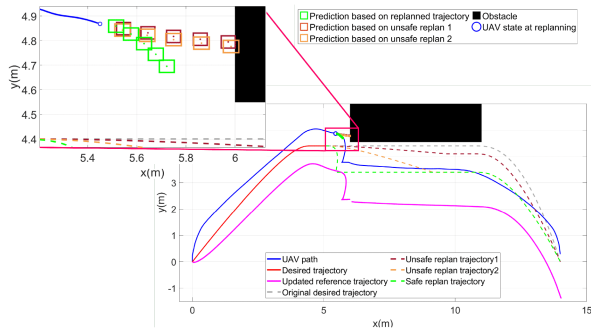 4.9
4.8
4.7
4.6
4.5
4.4
y(m)
5.4
5.6
5.8
6
x(m)
Prediction based on replanned trajectory
Prediction based on unsafe replan 1
Prediction based on unsafe replan 2
Obstacle
UAV state at replanning
3
2
1
0
-1
y(m)
0
5
10
15
x(m)
UAV path
Desired trajectory
Updated reference trajectory
Original desired trajectory
Unsafe replan trajectory1
Unsafe replan trajectory2
Safe replan trajectory